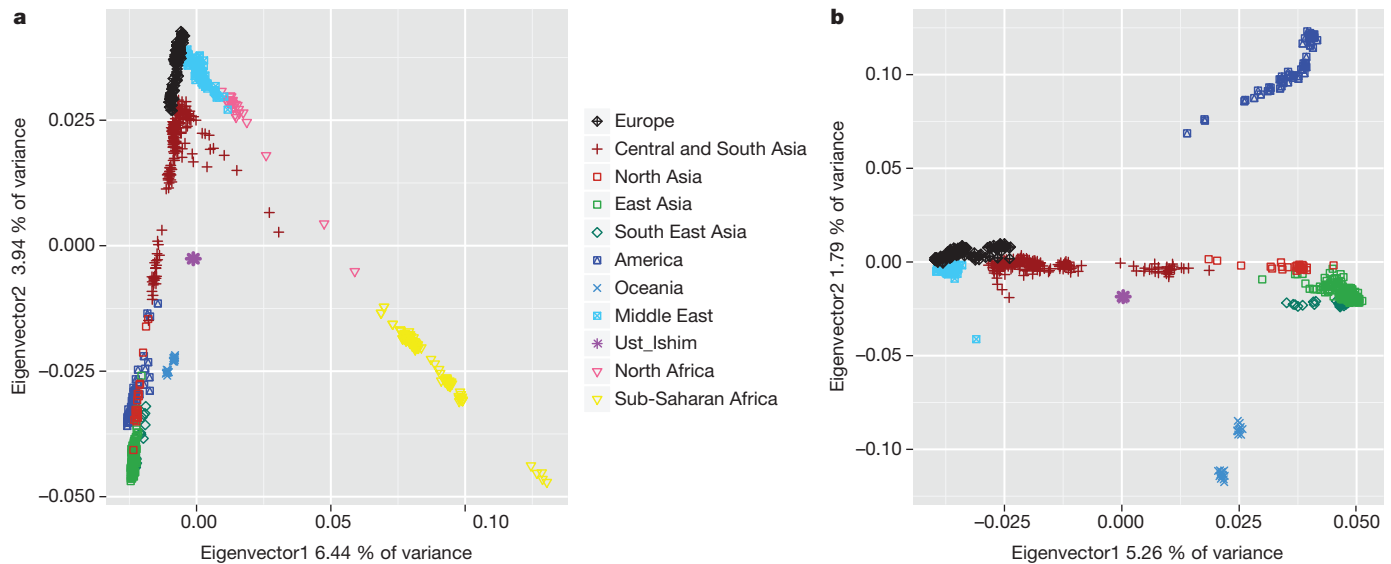 a
0.025
0.000
−0.025
−0.050
Eigenvector2 3.94 % of variance
0.00
0.05
0.10
Eigenvector1 6.44 % of variance
Europe
Central and South Asia
North Asia
East Asia
South East Asia
America
Oceania
Middle East
Ust_Ishim
North Africa
Sub-Saharan Africa
b
0.10
0.05
0.00
−0.05
−0.10
Eigenvector2 1.79 % of variance
−0.025
0.000
0.025
0.050
Eigenvector1 5.26 % of variance